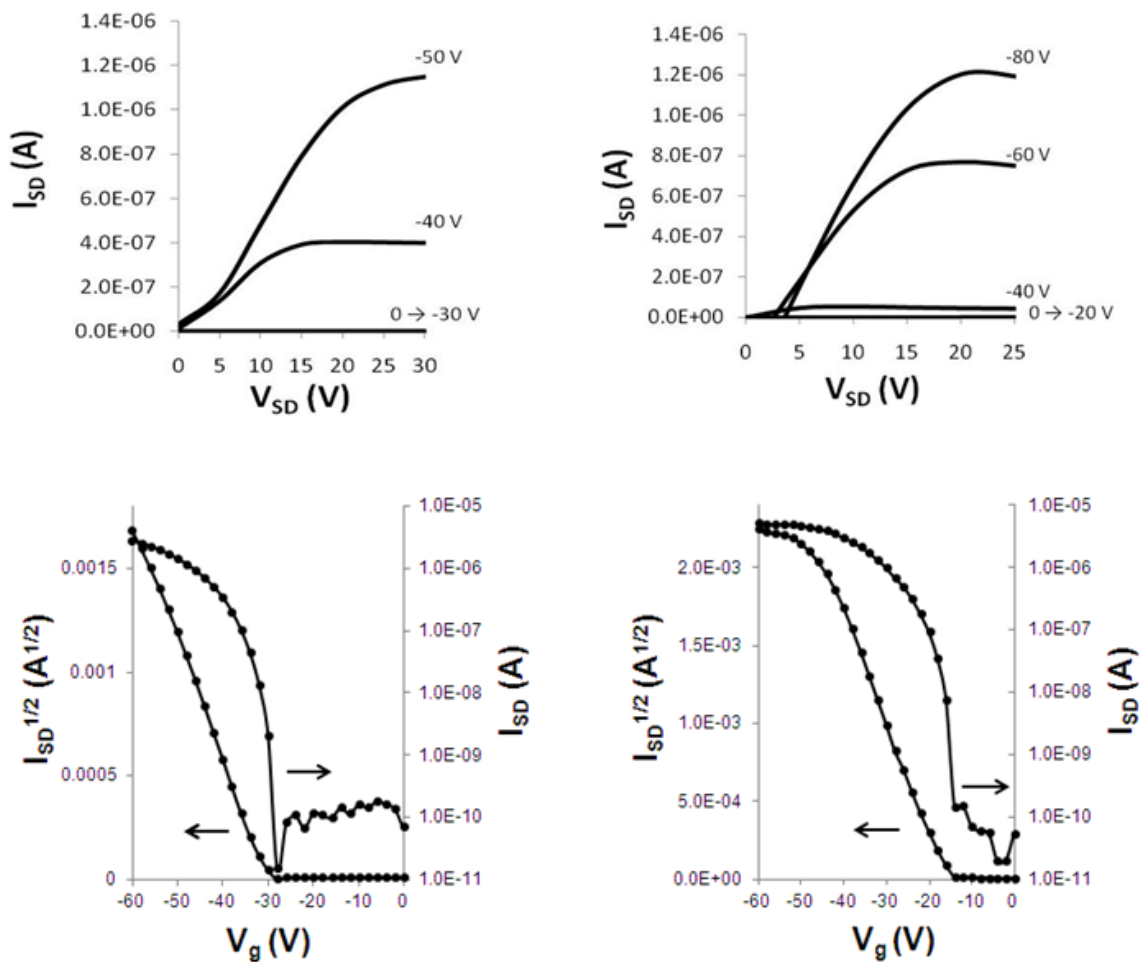 1.4E-06
1.2E-06
1.0E-06
8.0E-07
6.0E-07
4.0E-07
2.0E-07
0.0E+00
I_SD (A)
-50 V
-40 V
0 → -30 V
0 5 10 15 20 25 30
V_SD (V)
1.4E-06
1.2E-06
1.0E-06
8.0E-07
6.0E-07
4.0E-07
2.0E-07
0.0E+00
I_SD (A)
-80 V
-60 V
-40 V
0 → -20 V
0 5 10 15 20 25
V_SD (V)
0.0015
0.001
0.0005
0
I_SD^1/2 (A^1/2)
1.0E-05
1.0E-06
1.0E-07
1.0E-08
1.0E-09
1.0E-10
1.0E-11
I_SD (A)
-60 -50 -40 -30 -20 -10 0
V_g (V)
2.0E-03
1.5E-03
1.0E-03
5.0E-04
0.0E+00
I_SD^1/2 (A^1/2)
1.0E-05
1.0E-06
1.0E-07
1.0E-08
1.0E-09
1.0E-10
1.0E-11
I_SD (A)
-60 -50 -40 -30 -20 -10 0
V_g (V)